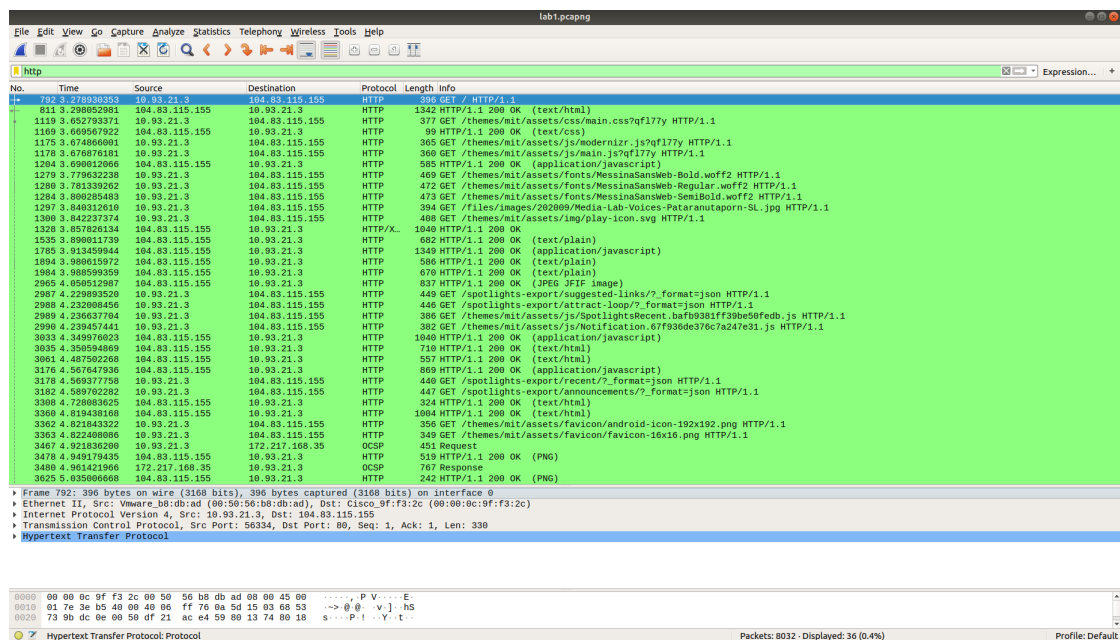 lab1.pcapng
File Edit View Go Capture Analyze Statistics Telephony Wireless Tools Help
http Expression... +
No. Time Source Destination Protocol Length Info
792 3.278930353 10.93.21.3 104.83.115.155 HTTP 396 GET / HTTP/1.1
811 3.298052981 104.83.115.155 10.93.21.3 HTTP 1342 HTTP/1.1 200 OK (text/html)
1119 3.652793371 10.93.21.3 104.83.115.155 HTTP 377 GET /themes/mit/assets/css/main.css?qfl77y HTTP/1.1
1169 3.669567922 104.83.115.155 10.93.21.3 HTTP 99 HTTP/1.1 200 OK (text/css)
1175 3.674866001 10.93.21.3 104.83.115.155 HTTP 365 GET /themes/mit/assets/js/modernizr.js?qfl77y HTTP/1.1
1178 3.676876181 10.93.21.3 104.83.115.155 HTTP 360 GET /themes/mit/assets/js/main.js?qfl77y HTTP/1.1
1204 3.690012066 104.83.115.155 10.93.21.3 HTTP 585 HTTP/1.1 200 OK (application/javascript)
1279 3.779632238 10.93.21.3 104.83.115.155 HTTP 469 GET /themes/mit/assets/fonts/MessinaSansWeb-Bold.woff2 HTTP/1.1
1280 3.781339262 10.93.21.3 104.83.115.155 HTTP 472 GET /themes/mit/assets/fonts/MessinaSansWeb-Regular.woff2 HTTP/1.1
1284 3.800285483 10.93.21.3 104.83.115.155 HTTP 473 GET /themes/mit/assets/fonts/MessinaSansWeb-SemiBold.woff2 HTTP/1.1
1297 3.840312610 10.93.21.3 104.83.115.155 HTTP 394 GET /files/images/202009/Media-Lab-Voices-Pataranutaporn-SL.jpg HTTP/1.1
1300 3.842237374 10.93.21.3 104.83.115.155 HTTP 408 GET /themes/mit/assets/img/play-icon.svg HTTP/1.1
1328 3.857826134 104.83.115.155 10.93.21.3 HTTP/X… 1040 HTTP/1.1 200 OK
1535 3.890011739 104.83.115.155 10.93.21.3 HTTP 682 HTTP/1.1 200 OK (text/plain)
1785 3.913459944 104.83.115.155 10.93.21.3 HTTP 1349 HTTP/1.1 200 OK (application/javascript)
1894 3.980615972 104.83.115.155 10.93.21.3 HTTP 586 HTTP/1.1 200 OK (text/plain)
1984 3.988599359 104.83.115.155 10.93.21.3 HTTP 670 HTTP/1.1 200 OK (text/plain)
2965 4.050512987 104.83.115.155 10.93.21.3 HTTP 837 HTTP/1.1 200 OK (JPEG JFIF image)
2987 4.229893520 10.93.21.3 104.83.115.155 HTTP 449 GET /spotlights-export/suggested-links/?_format=json HTTP/1.1
2988 4.232008456 10.93.21.3 104.83.115.155 HTTP 446 GET /spotlights-export/attract-loop/?_format=json HTTP/1.1
2989 4.236637704 10.93.21.3 104.83.115.155 HTTP 386 GET /themes/mit/assets/js/SpotlightsRecent.bafb9381ff39be50fedb.js HTTP/1.1
2990 4.239457441 10.93.21.3 104.83.115.155 HTTP 382 GET /themes/mit/assets/js/Notification.67f936de376c7a247e31.js HTTP/1.1
3033 4.349976023 104.83.115.155 10.93.21.3 HTTP 1040 HTTP/1.1 200 OK (application/javascript)
3035 4.350594869 104.83.115.155 10.93.21.3 HTTP 710 HTTP/1.1 200 OK (text/html)
3061 4.487502268 104.83.115.155 10.93.21.3 HTTP 557 HTTP/1.1 200 OK (text/html)
3176 4.567647936 104.83.115.155 10.93.21.3 HTTP 869 HTTP/1.1 200 OK (application/javascript)
3178 4.569377758 10.93.21.3 104.83.115.155 HTTP 440 GET /spotlights-export/recent/?_format=json HTTP/1.1
3182 4.589702282 10.93.21.3 104.83.115.155 HTTP 447 GET /spotlights-export/announcements/?_format=json HTTP/1.1
3308 4.728083625 104.83.115.155 10.93.21.3 HTTP 324 HTTP/1.1 200 OK (text/html)
3360 4.819438168 104.83.115.155 10.93.21.3 HTTP 1004 HTTP/1.1 200 OK (text/html)
3362 4.821843322 10.93.21.3 104.83.115.155 HTTP 356 GET /themes/mit/assets/favicon/android-icon-192x192.png HTTP/1.1
3363 4.822408086 10.93.21.3 104.83.115.155 HTTP 349 GET /themes/mit/assets/favicon/favicon-16x16.png HTTP/1.1
3467 4.921836200 10.93.21.3 172.217.168.35 OCSP 451 Request
3478 4.949179435 104.83.115.155 10.93.21.3 HTTP 519 HTTP/1.1 200 OK (PNG)
3480 4.961421966 172.217.168.35 10.93.21.3 OCSP 767 Response
3625 5.035006668 104.83.115.155 10.93.21.3 HTTP 242 HTTP/1.1 200 OK (PNG)
Frame 792: 396 bytes on wire (3168 bits), 396 bytes captured (3168 bits) on interface 0
Ethernet II, Src: Vmware_b8:db:ad (00:50:56:b8:db:ad), Dst: Cisco_9f:f3:2c (00:00:0c:9f:f3:2c)
Internet Protocol Version 4, Src: 10.93.21.3, Dst: 104.83.115.155
Transmission Control Protocol, Src Port: 56334, Dst Port: 80, Seq: 1, Ack: 1, Len: 330
Hypertext Transfer Protocol
0000 00 00 0c 9f f3 2c 00 50 56 b8 db ad 08 00 45 00 ·····,·P V·····E·
0010 01 7e 3e b5 40 00 40 06 ff 76 0a 5d 15 03 68 53 ·~>·@·@· ·v·]··hS
0020 73 9b dc 0e 00 50 df 21 ac e4 59 80 13 74 80 18 s····P·! ··Y··t··
Hypertext Transfer Protocol: Protocol Packets: 8032 · Displayed: 36 (0.4%) Profile: Default